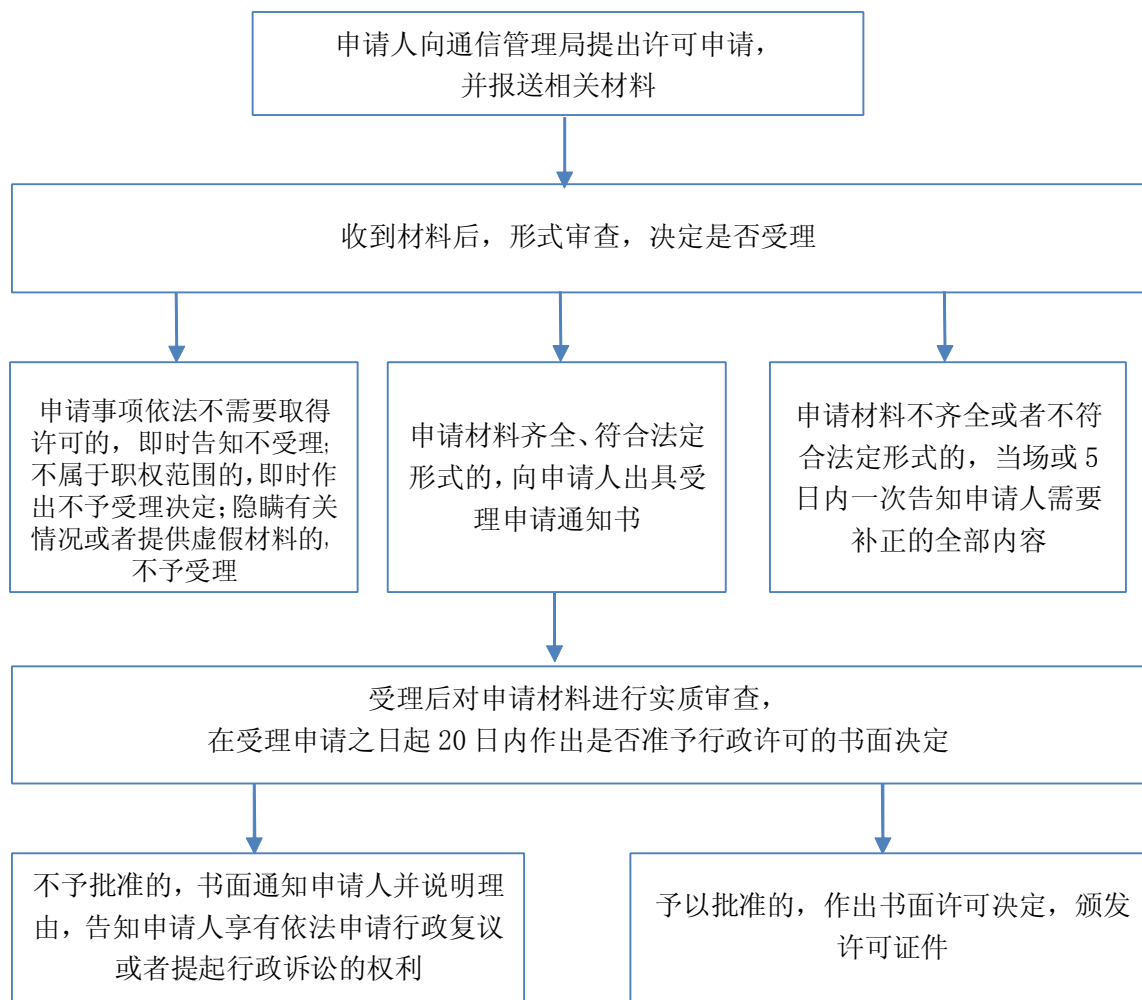 申请人向通信管理局提出许可申请，
并报送相关材料
收到材料后，形式审查，决定是否受理
申请事项依法不需要取得
许可的，即时告知不受理；
不属于职权范围的，即时作
出不予受理决定；隐瞒有关
情况或者提供虚假材料的，
不予受理
申请材料齐全、符合法定
形式的，向申请人出具受
理申请通知书
申请材料不齐全或者不符
合法定形式的，当场或 5
日内一次告知申请人需要
补正的全部内容
受理后对申请材料进行实质审查，
在受理申请之日起 20 日内作出是否准予行政许可的书面决定
不予批准的，书面通知申请人并说明理
由，告知申请人享有依法申请行政复议
或者提起行政诉讼的权利
予以批准的，作出书面许可决定，颁发
许可证件